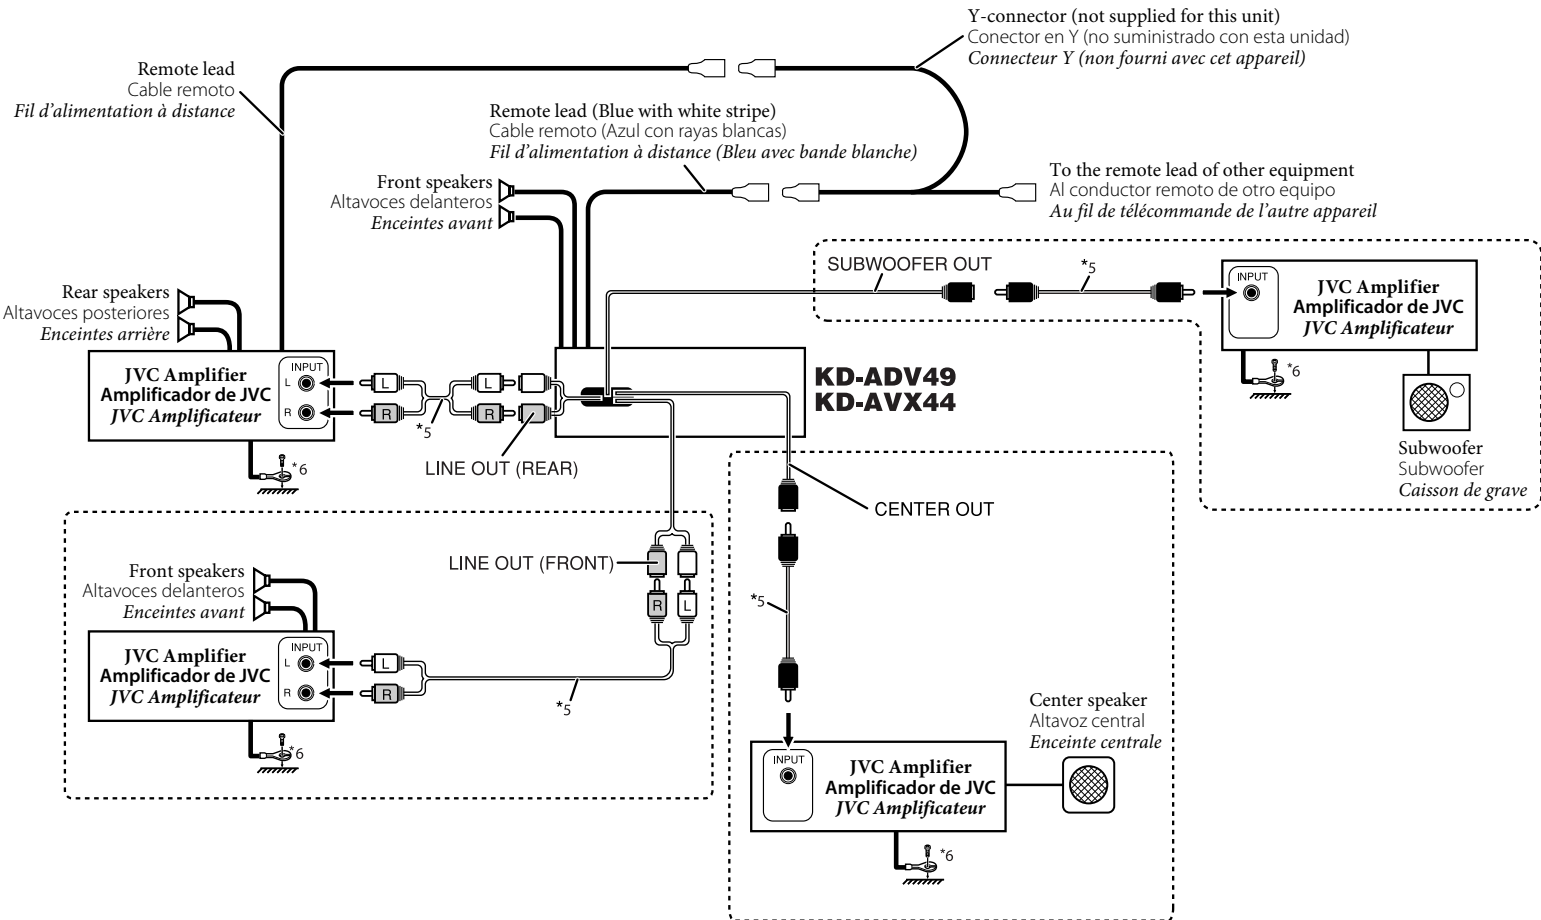 Y-connector (not supplied for this unit)
Conector en Y (no suministrado con esta unidad)
Connecteur Y (non fourni avec cet appareil)
Remote lead
Cable remoto
Fil d'alimentation à distance
Remote lead (Blue with white stripe)
Cable remoto (Azul con rayas blancas)
Fil d'alimentation à distance (Bleu avec bande blanche)
To the remote lead of other equipment
Al conductor remoto de otro equipo
Au fil de télécommande de l'autre appareil
Front speakers
Altavoces delanteros
Enceintes avant
SUBWOOFER OUT
*5
INPUT
JVC Amplifier
Amplificador de JVC
JVC Amplificateur
*6
Subwoofer
Subwoofer
Caisson de grave
Rear speakers
Altavoces posteriores
Enceintes arrière
JVC Amplifier
Amplificador de JVC
JVC Amplificateur
INPUT
L
R
L
R
*5
L
R
LINE OUT (REAR)
*6
KD-ADV49
KD-AVX44
CENTER OUT
LINE OUT (FRONT)
R
L
Front speakers
Altavoces delanteros
Enceintes avant
JVC Amplifier
Amplificador de JVC
JVC Amplificateur
INPUT
L
R
L
R
*5
*6
*5
Center speaker
Altavoz central
Enceinte centrale
INPUT
JVC Amplifier
Amplificador de JVC
JVC Amplificateur
*6